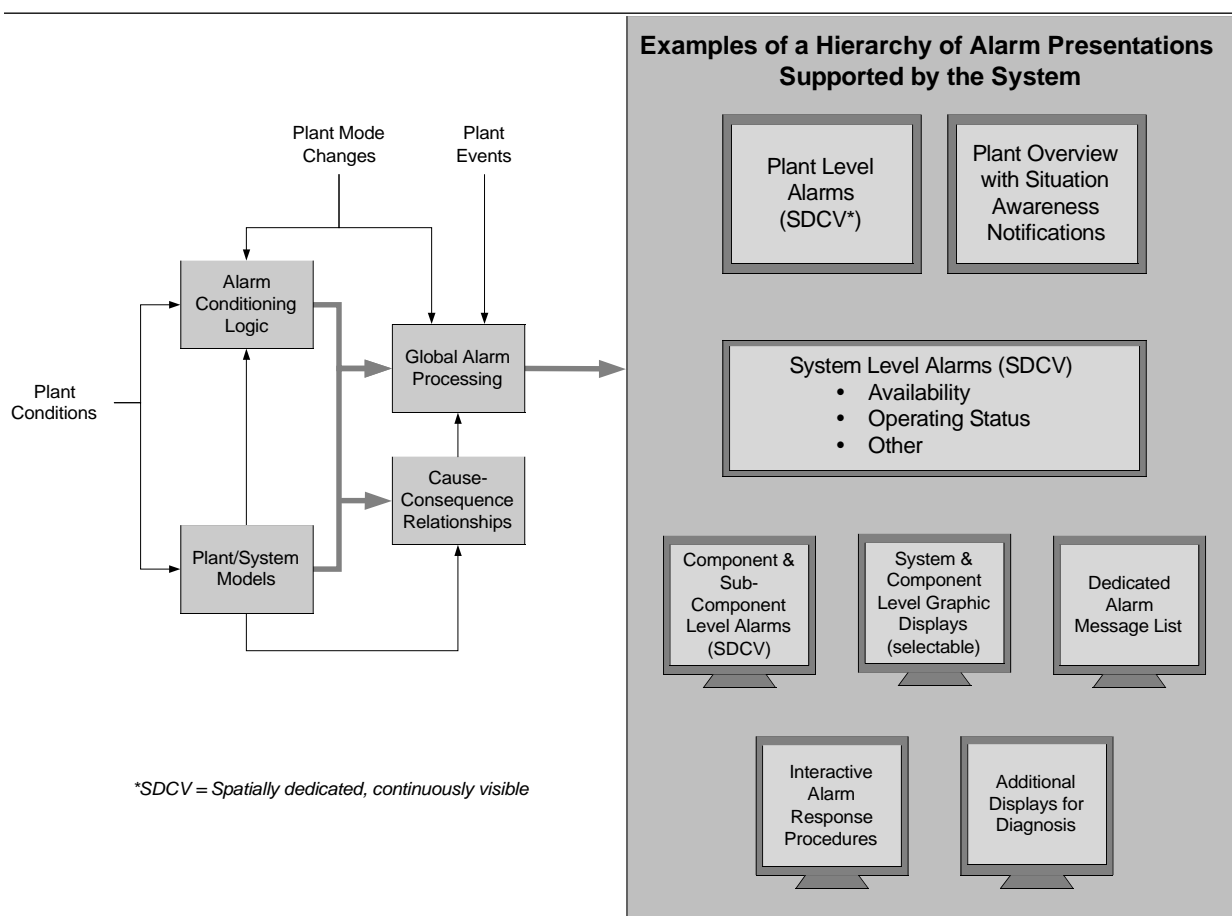 Examples of a Hierarchy of Alarm Presentations
Supported by the System
Plant Mode
Changes
Plant
Events
Alarm
Conditioning
Logic
Global Alarm
Processing
Plant
Conditions
Cause-
Consequence
Relationships
Plant/System
Models
*SDCV = Spatially dedicated, continuously visible
Plant Level
Alarms
(SDCV*)
Plant Overview
with Situation
Awareness
Notifications
System Level Alarms (SDCV)
• Availability
• Operating Status
• Other
Component &
Sub-
Component
Level Alarms
(SDCV)
System &
Component
Level Graphic
Displays
(selectable)
Dedicated
Alarm
Message List
Interactive
Alarm
Response
Procedures
Additional
Displays for
Diagnosis